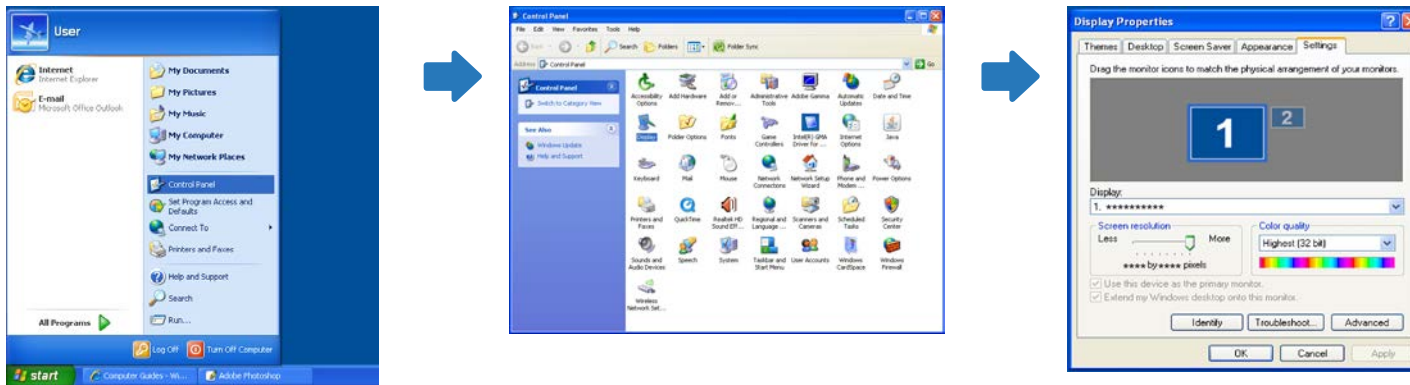 User
Internet
Internet Explorer
E-mail
Microsoft Office Outlook
My Documents
My Pictures
My Music
My Computer
My Network Places
Control Panel
Set Program Access and
Defaults
Connect To
Printers and Faxes
Help and Support
Search
Run...
All Programs
Log Off Turn Off Computer
start Computer Guides - Wi... Adobe Photoshop
Control Panel
File Edit View Favorites Tools Help
Back Search Folders Folder Sync
Address Control Panel Go
Control Panel
Switch to Category View
See Also
Windows Update
Help and Support
Accessibility Options
Add Hardware
Add or Remov...
Administrative Tools
Adobe Gamma
Automatic Updates
Date and Time
Display
Folder Options
Fonts
Game Controllers
Intel(R) GMA Driver for ...
Internet Options
Java
Keyboard
Mail
Mouse
Network Connections
Network Setup Wizard
Phone and Modem ...
Power Options
Printers and Faxes
QuickTime
Realtek HD Sound Eff...
Regional and Language ...
Scanners and Cameras
Scheduled Tasks
Security Center
Sounds and Audio Devices
Speech
System
Taskbar and Start Menu
User Accounts
Windows CardSpace
Windows Firewall
Wireless Network Set...
Display Properties
Themes Desktop Screen Saver Appearance Settings
Drag the monitor icons to match the physical arrangement of your monitors.
1 2
Display:
1. **********
Screen resolution
Less More
**** by **** pixels
Color quality
Highest (32 bit)
Use this device as the primary monitor.
Extend my Windows desktop onto this monitor.
Identify Troubleshoot... Advanced
OK Cancel Apply